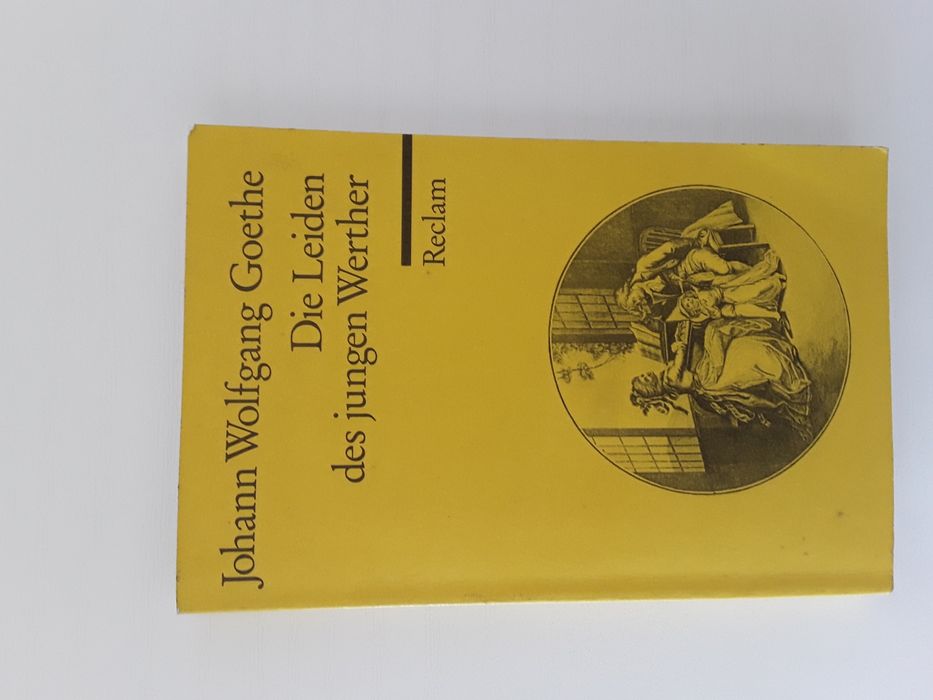 Johann Wolfgang Goethe
Die Leiden
des jungen Werther
Reclam